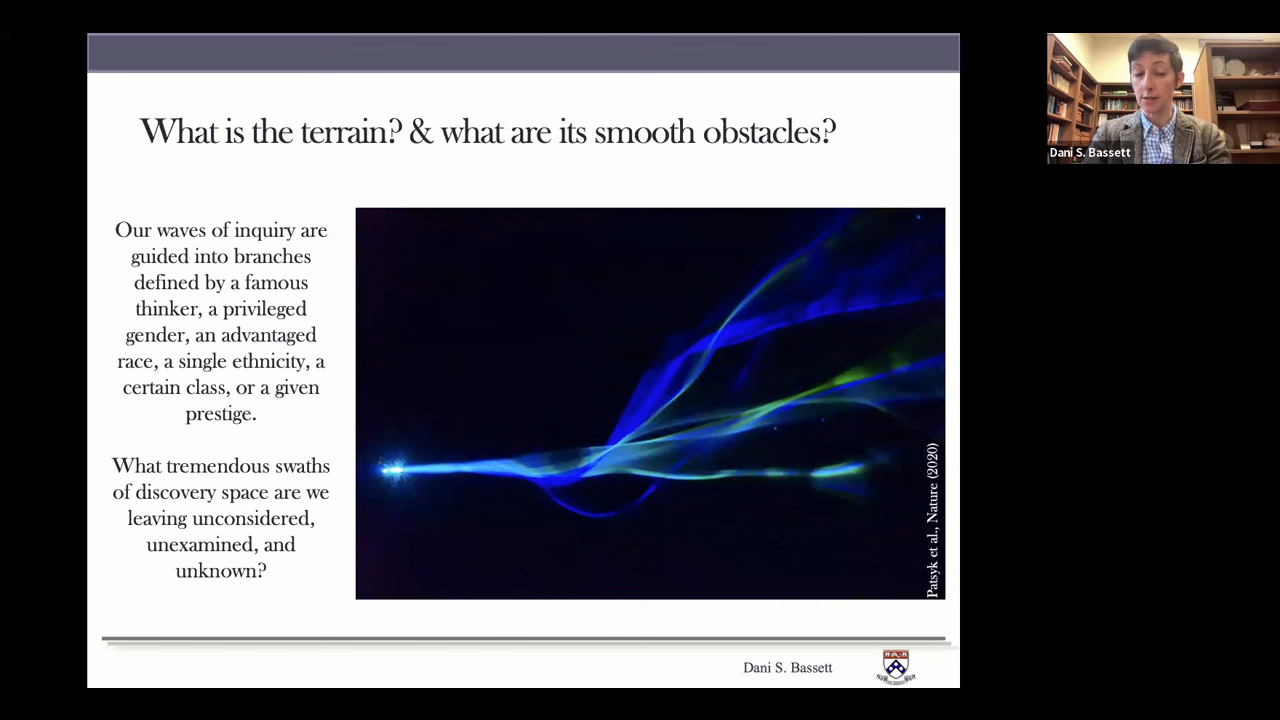 What is the terrain? & what are its smooth obstacles?
Our waves of inquiry are
guided into branches
defined by a famous
thinker, a privileged
gender, an advantaged
race, a single ethnicity, a
certain class, or a given
prestige.
What tremendous swaths
of discovery space are we
leaving unconsidered,
unexamined, and
unknown?
Patsyk et al., Nature (2020)
Dani S. Bassett
Dani S. Bassett